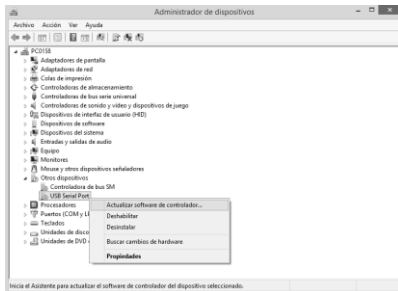 Administrador de dispositivos
Archivo Acción Ver Ayuda
PC0158
Adaptadores de pantalla
Adaptadores de red
Colas de impresión
Controladoras de almacenamiento
Controladoras de bus serie universal
Controladoras de sonido y vídeo y dispositivos de juego
Dispositivos de interfaz de usuario (HID)
Dispositivos de software
Dispositivos del sistema
Entradas y salidas de audio
Equipo
Monitores
Mouse y otros dispositivos señaladores
Otros dispositivos
Controladora de bus SM
USB Serial Port
Procesadores
Actualizar software de controlador...
Puertos (COM y LP
Deshabilitar
Teclados
Desinstalar
Unidades de disco
Unidades de DVD
Buscar cambios de hardware
Propiedades
Inicia el Asistente para actualizar el software de controlador del dispositivo seleccionado.